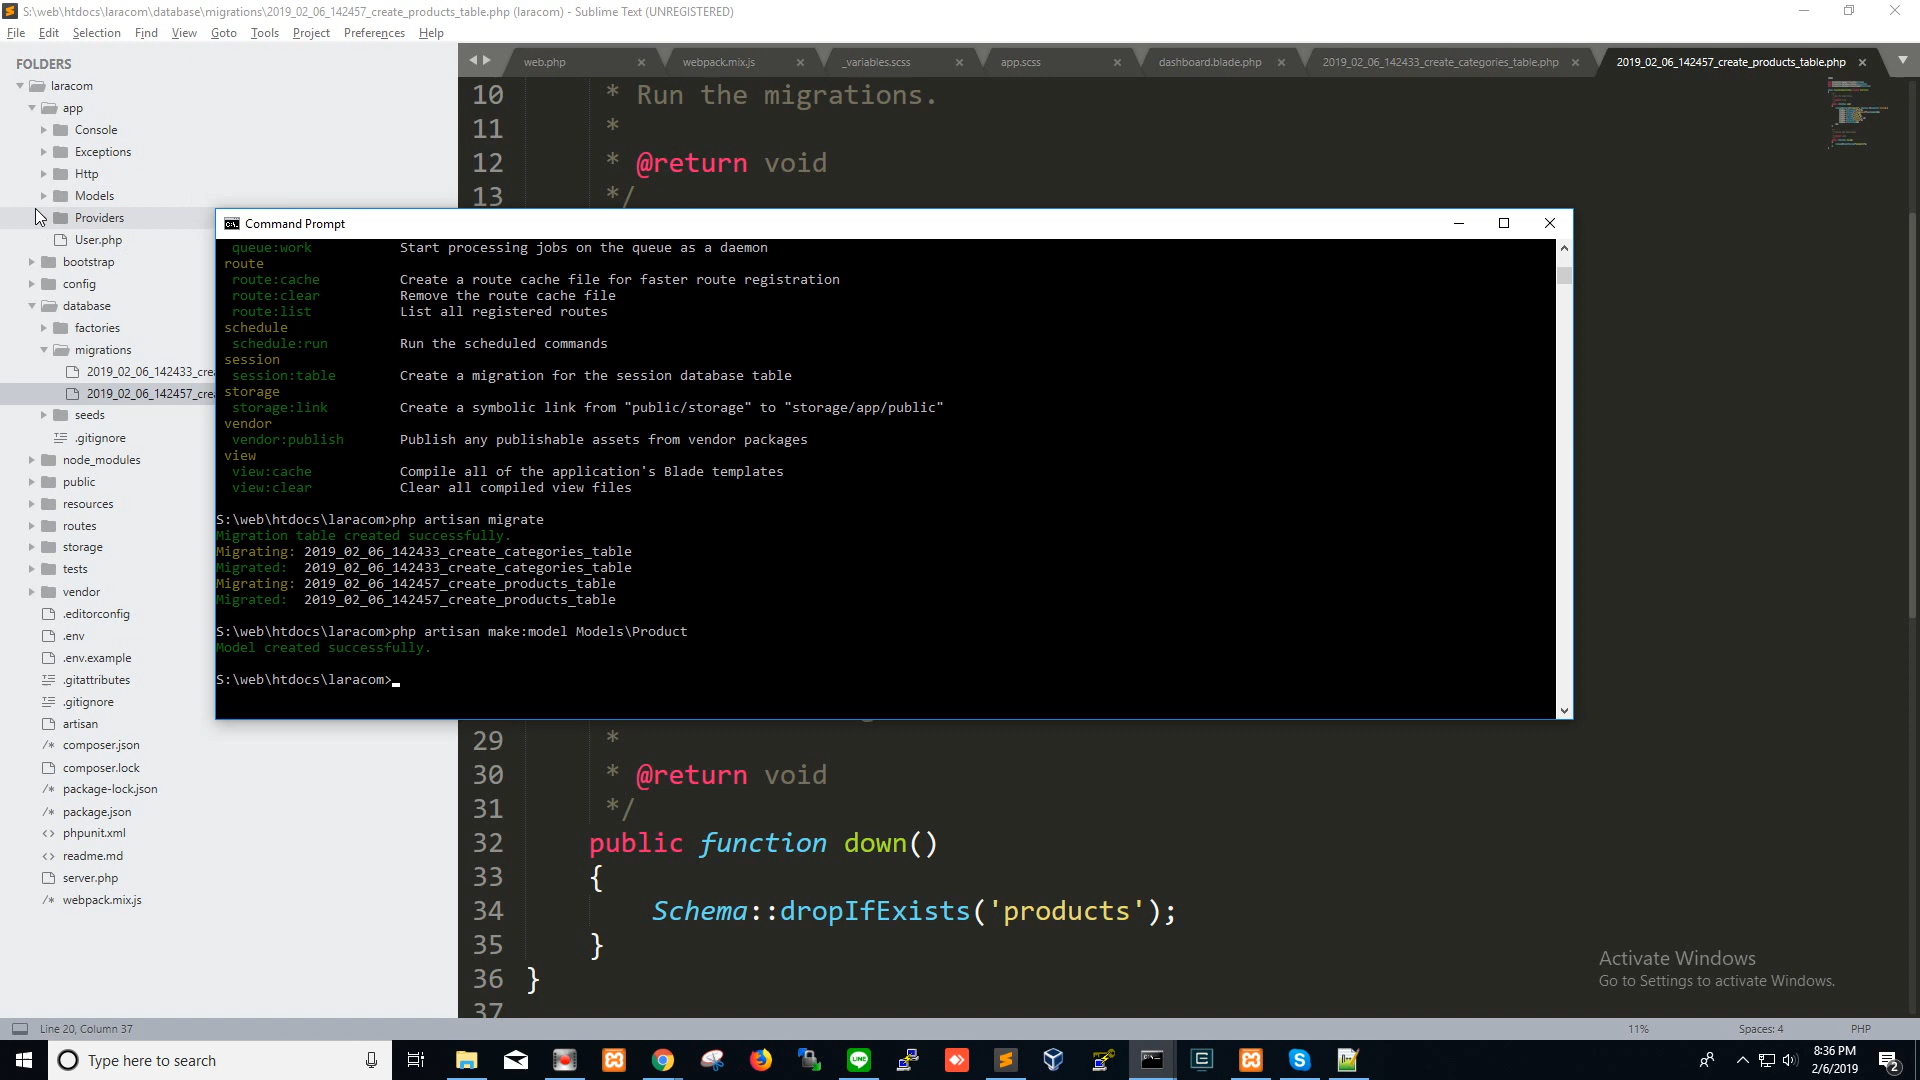 S:\web\htdocs\laracom\database\migrations\2019_02_06_142457_create_products_table.php (laracom) - Sublime Text (UNREGISTERED)
File Edit Selection Find View Goto Tools Project Preferences Help
FOLDERS
laracom
app
Console
Exceptions
Http
Models
Providers
User.php
bootstrap
config
database
factories
migrations
2019_02_06_142433_cre
2019_02_06_142457_cre
seeds
.gitignore
node_modules
public
resources
routes
storage
tests
vendor
.editorconfig
.env
.env.example
.gitattributes
.gitignore
artisan
composer.json
composer.lock
package-lock.json
package.json
phpunit.xml
readme.md
server.php
webpack.mix.js
web.php webpack.mix.js _variables.scss app.scss dashboard.blade.php 2019_02_06_142433_create_categories_table.php 2019_02_06_142457_create_products_table.php
10 * Run the migrations.
11 *
12 * @return void
13 */
Command Prompt
queue:work Start processing jobs on the queue as a daemon
route
route:cache Create a route cache file for faster route registration
route:clear Remove the route cache file
route:list List all registered routes
schedule
schedule:run Run the scheduled commands
session
session:table Create a migration for the session database table
storage
storage:link Create a symbolic link from "public/storage" to "storage/app/public"
vendor
vendor:publish Publish any publishable assets from vendor packages
view
view:cache Compile all of the application's Blade templates
view:clear Clear all compiled view files
S:\web\htdocs\laracom>php artisan migrate
Migration table created successfully.
Migrating: 2019_02_06_142433_create_categories_table
Migrated: 2019_02_06_142433_create_categories_table
Migrating: 2019_02_06_142457_create_products_table
Migrated: 2019_02_06_142457_create_products_table
S:\web\htdocs\laracom>php artisan make:model Models\Product
Model created successfully.
S:\web\htdocs\laracom>
29 *
30 * @return void
31 */
32 public function down()
33 {
34 Schema::dropIfExists('products');
35 }
36 }
37
Activate Windows
Go to Settings to activate Windows.
Line 20, Column 37 11% Spaces: 4 PHP
Type here to search
8:36 PM
2/6/2019
2